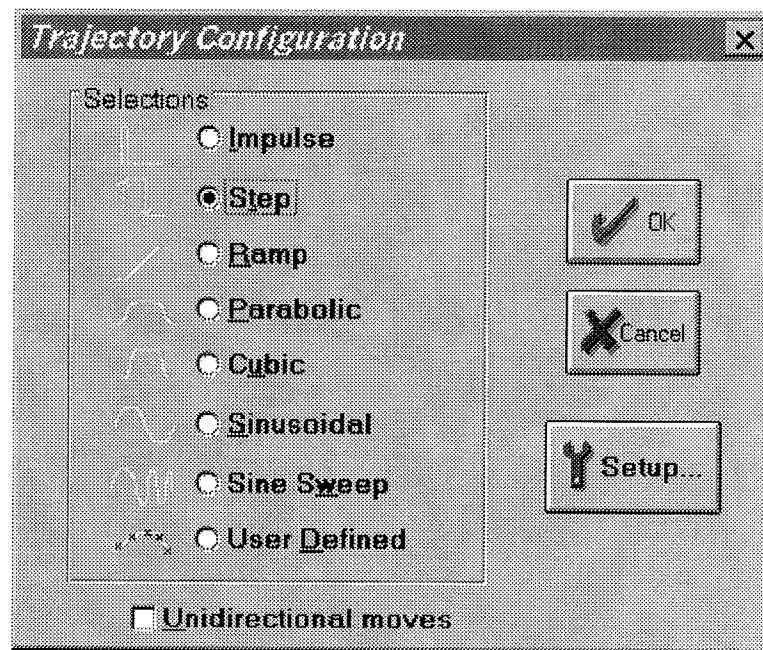 Trajectory Configuration
Selections
Impulse
Step
Ramp
Parabolic
Cubic
Sinusoidal
Sine Sweep
User Defined
OK
Cancel
Setup...
Unidirectional moves